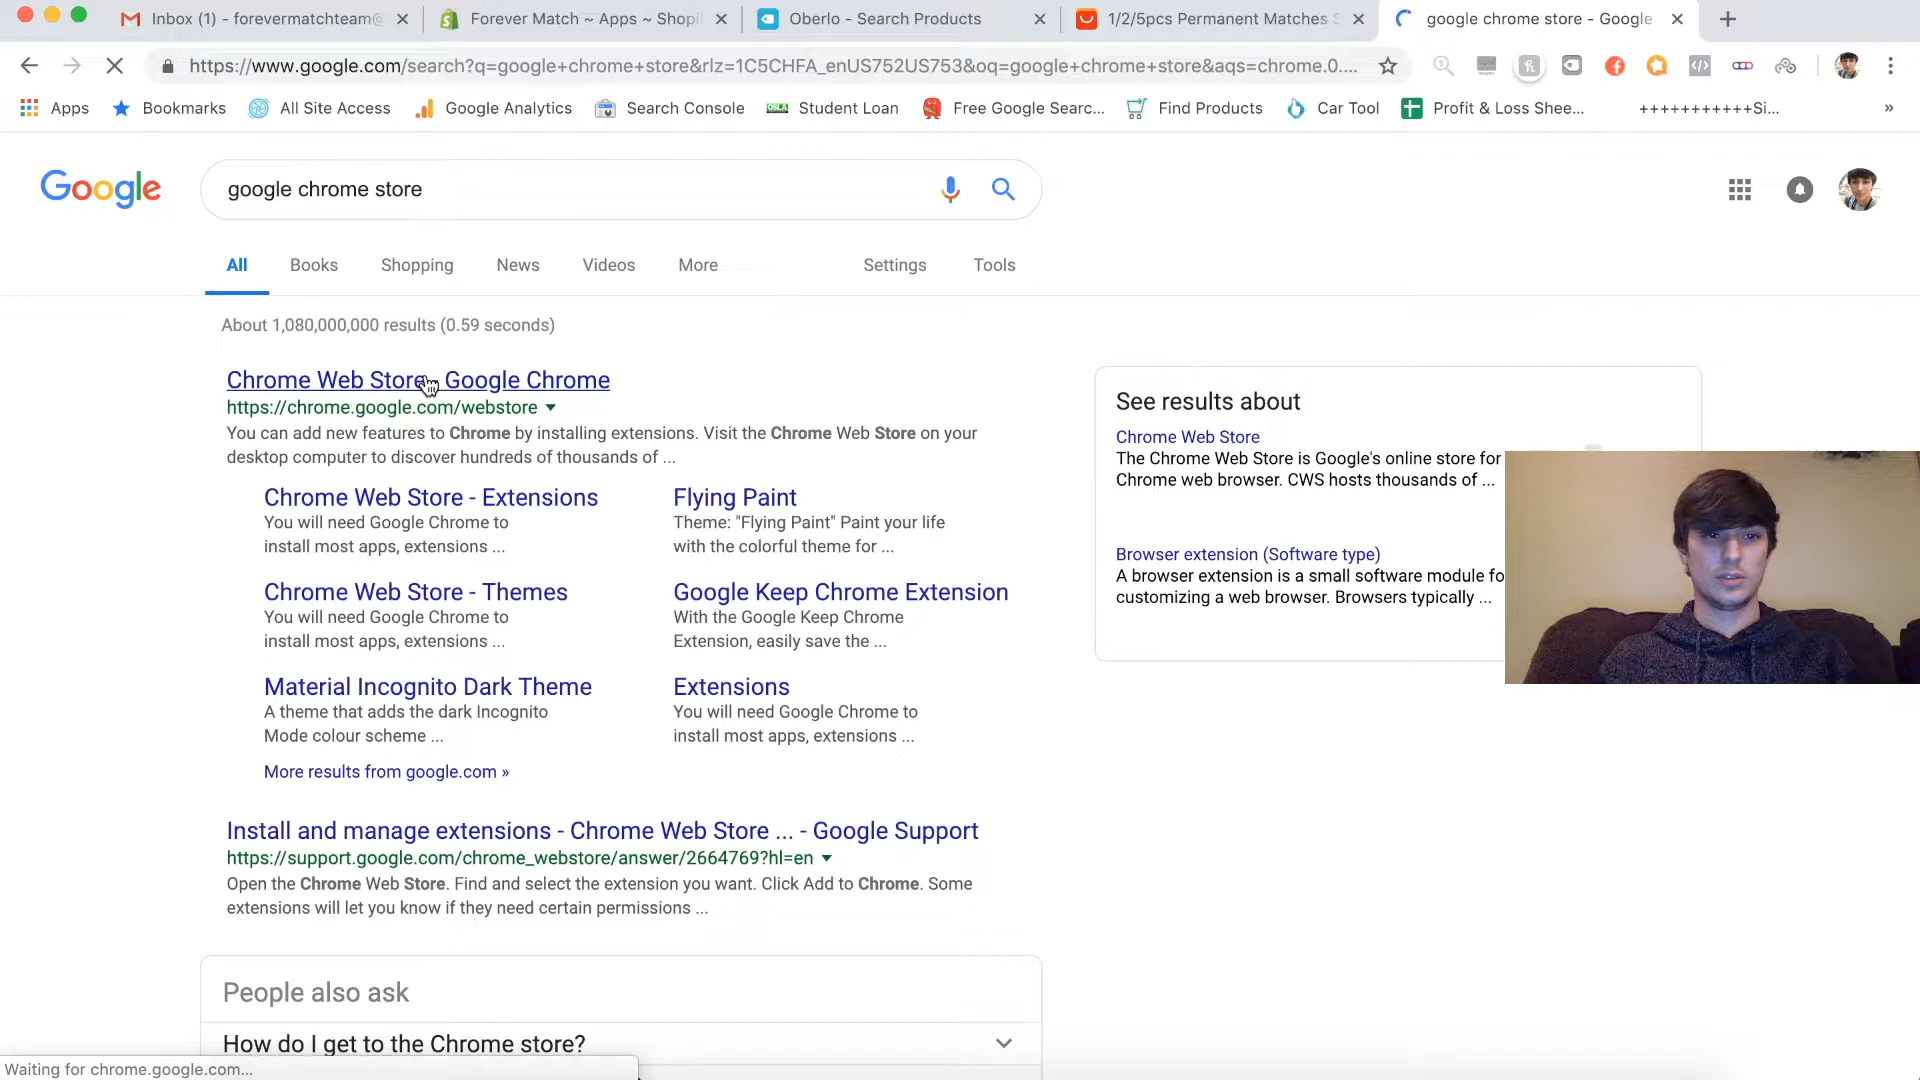 Inbox (1) - forevermatchteam@
Forever Match ~ Apps ~ Shopi
Oberlo - Search Products
1/2/5pcs Permanent Matches S
google chrome store - Google
https://www.google.com/search?q=google+chrome+store&rlz=1C5CHFA_enUS752US753&oq=google+chrome+store&aqs=chrome.0....
Apps
Bookmarks
All Site Access
Google Analytics
Search Console
Student Loan
Free Google Searc...
Find Products
Car Tool
Profit & Loss Shee...
+++++++++++Si...
»
Google
google chrome store
All
Books
Shopping
News
Videos
More
Settings
Tools
About 1,080,000,000 results (0.59 seconds)
Chrome Web Store - Google Chrome
https://chrome.google.com/webstore
You can add new features to Chrome by installing extensions. Visit the Chrome Web Store on your
desktop computer to discover hundreds of thousands of ...
Chrome Web Store - Extensions
You will need Google Chrome to
install most apps, extensions ...
Flying Paint
Theme: "Flying Paint" Paint your life
with the colorful theme for ...
Chrome Web Store - Themes
You will need Google Chrome to
install most apps, extensions ...
Google Keep Chrome Extension
With the Google Keep Chrome
Extension, easily save the ...
Material Incognito Dark Theme
A theme that adds the dark Incognito
Mode colour scheme ...
Extensions
You will need Google Chrome to
install most apps, extensions ...
More results from google.com »
Install and manage extensions - Chrome Web Store ... - Google Support
https://support.google.com/chrome_webstore/answer/2664769?hl=en
Open the Chrome Web Store. Find and select the extension you want. Click Add to Chrome. Some
extensions will let you know if they need certain permissions ...
People also ask
How do I get to the Chrome store?
See results about
Chrome Web Store
The Chrome Web Store is Google's online store for
Chrome web browser. CWS hosts thousands of ...
Browser extension (Software type)
A browser extension is a small software module fo
customizing a web browser. Browsers typically ...
Waiting for chrome.google.com...